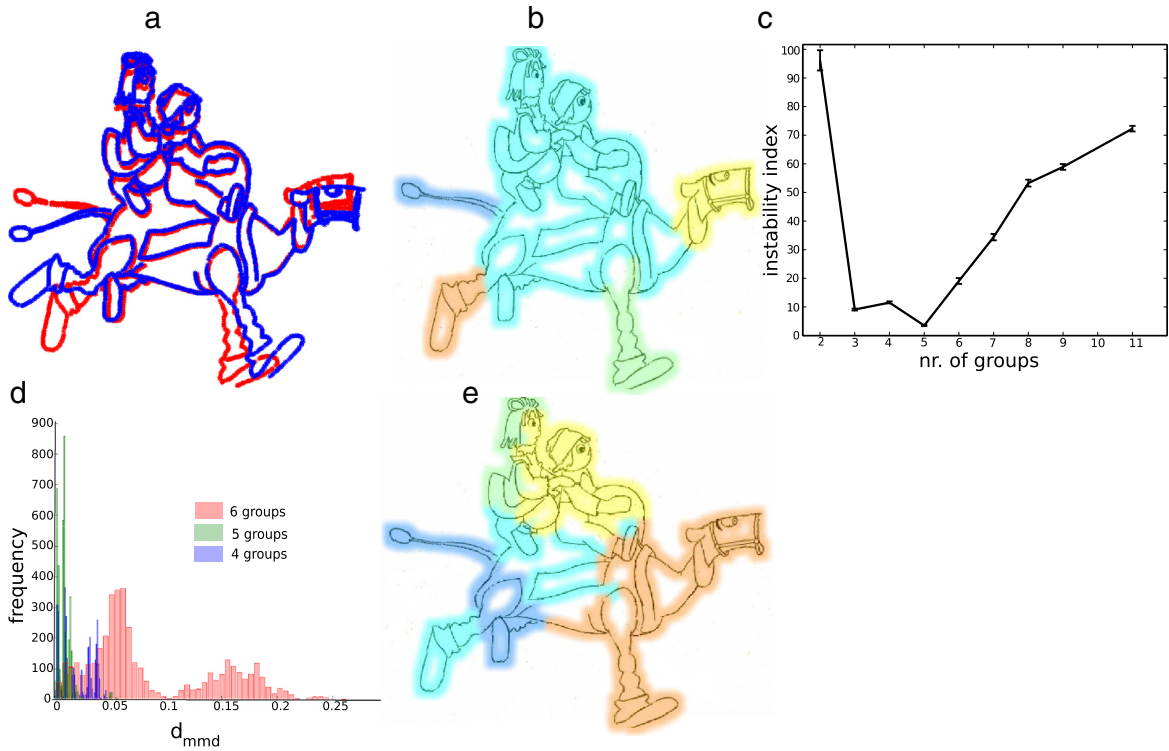 a
b
c
100
90
80
70
60
50
40
30
20
10
0
instability index
2 3 4 5 6 7 8 9 10 11
nr. of groups
d
900
800
700
600
500
400
300
200
100
0
frequency
6 groups
5 groups
4 groups
0 0.05 0.1 0.15 0.2 0.25
dmmd
e